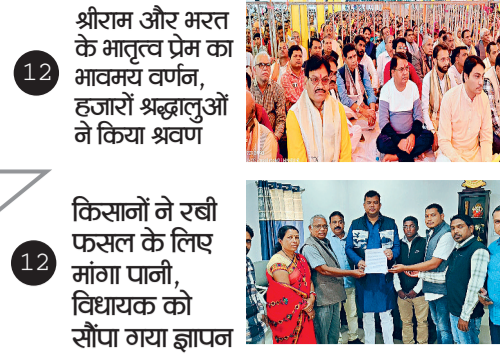 12
श्रीराम और भरत
के भातृत्व प्रेम का
भावमय वर्णन,
हजारों श्रद्धालुओं
ने किया श्रवण
12
किसानों ने रबी
फसल के लिए
मांगा पानी,
विधायक को
सौंपा गया ज्ञापन